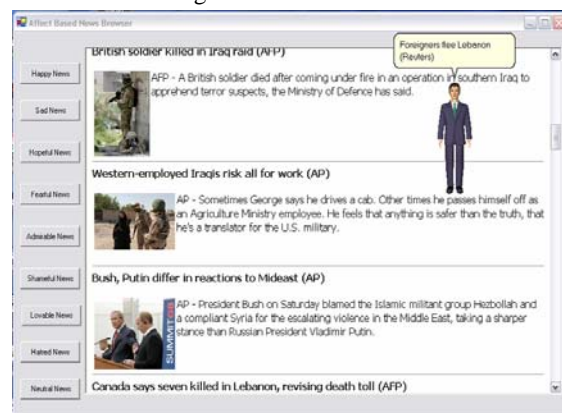 Affect Based News Browser
Happy News
Sad News
Hopeful News
Fearful News
Admirable News
Shameful News
Lovable News
Hatred News
Neutral News
British soldier killed in Iraq raid (AFP)
AFP - A British soldier died after coming under fire in an operation in southern Iraq to
apprehend terror suspects, the Ministry of Defence has said.
Foreigners flee Lebanon
(Reuters)
Western-employed Iraqis risk all for work (AP)
AP - Sometimes George says he drives a cab. Other times he passes himself off as
an Agriculture Ministry employee. He feels that anything is safer than the truth, that
he's a translator for the U.S. military.
Bush, Putin differ in reactions to Mideast (AP)
AP - President Bush on Saturday blamed the Islamic militant group Hezbollah and
a compliant Syria for the escalating violence in the Middle East, taking a sharper
stance than Russian President Vladimir Putin.
SUMMIT
Canada says seven killed in Lebanon, revising death toll (AFP)